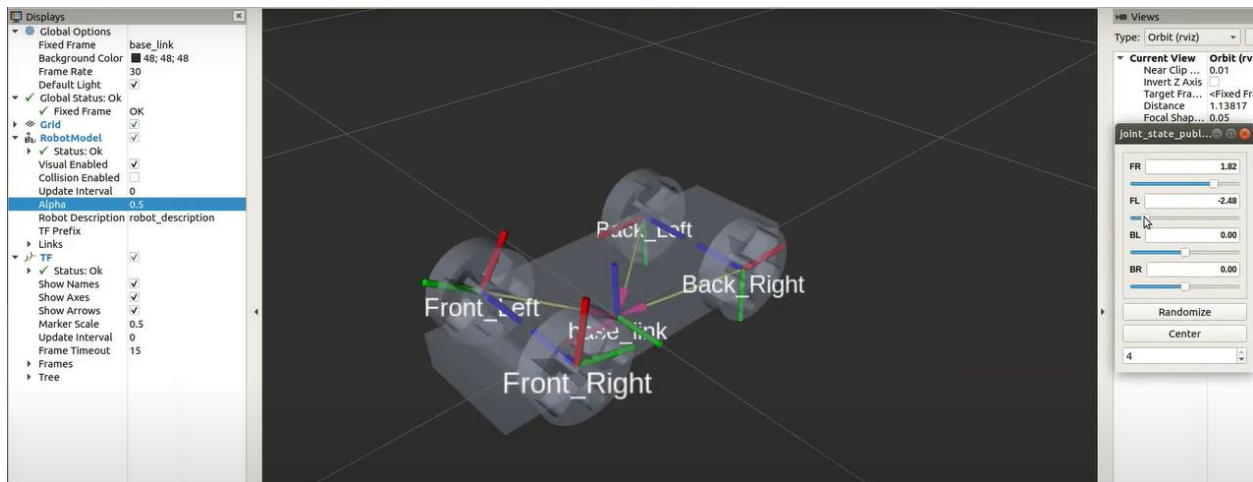 Displays
Global Options
Fixed Frame base_link
Background Color 48; 48; 48
Frame Rate 30
Default Light
Global Status: Ok
Fixed Frame OK
Grid
RobotModel
Status: Ok
Visual Enabled
Collision Enabled
Update Interval 0
Alpha 0.5
Robot Description robot_description
TF Prefix
Links
TF
Status: Ok
Show Names
Show Axes
Show Arrows
Marker Scale 0.5
Update Interval 0
Frame Timeout 15
Frames
Tree
Back_Left
Back_Right
Front_Left
base_link
Front_Right
Views
Type: Orbit (rviz)
Current View Orbit (rv
Near Clip ... 0.01
Invert Z Axis
Target Fra... <Fixed Fr
Distance 1.13817
Focal Shap... 0.05
joint_state_publ...
FR 1.82
FL -2.48
BL 0.00
BR 0.00
Randomize
Center
4